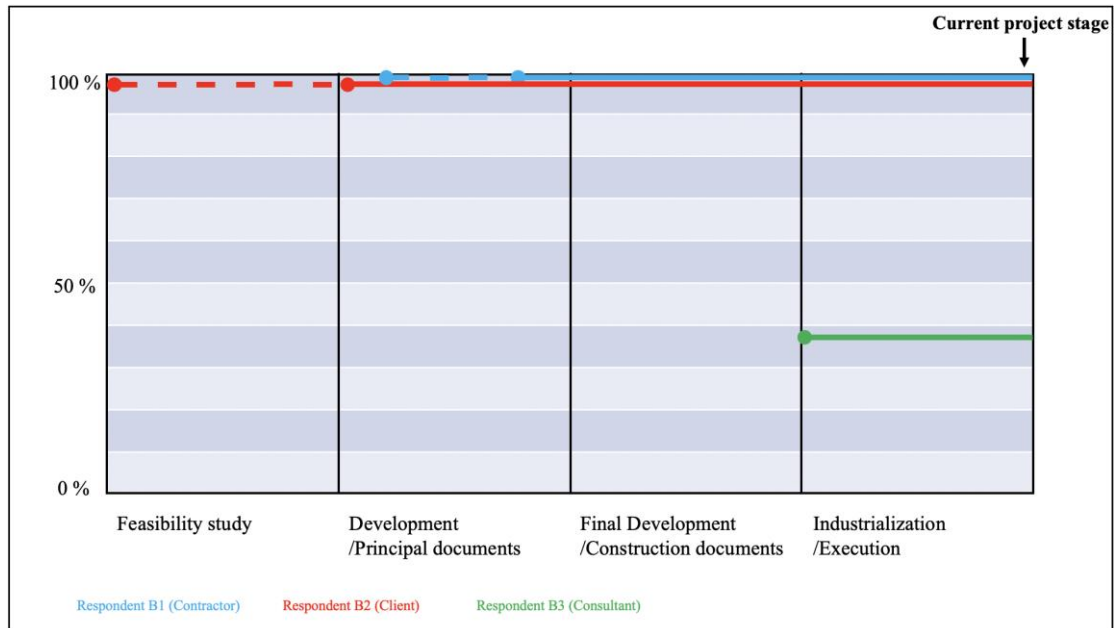 Current project stage
100 %
50 %
0 %
Feasibility study
Development
/Principal documents
Final Development
/Construction documents
Industrialization
/Execution
Respondent B1 (Contractor)
Respondent B2 (Client)
Respondent B3 (Consultant)